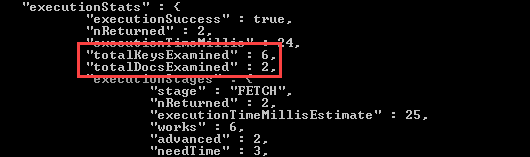 "executionStats" : {
"executionSuccess" : true,
"nReturned" : 2,
"executionTimeMillis" : 24,
"totalKeysExamined" : 6,
"totalDocsExamined" : 2,
"executionStages" : {
"stage" : "FETCH",
"nReturned" : 2,
"executionTimeMillisEstimate" : 25,
"works" : 6,
"advanced" : 2,
"needTime" : 3,